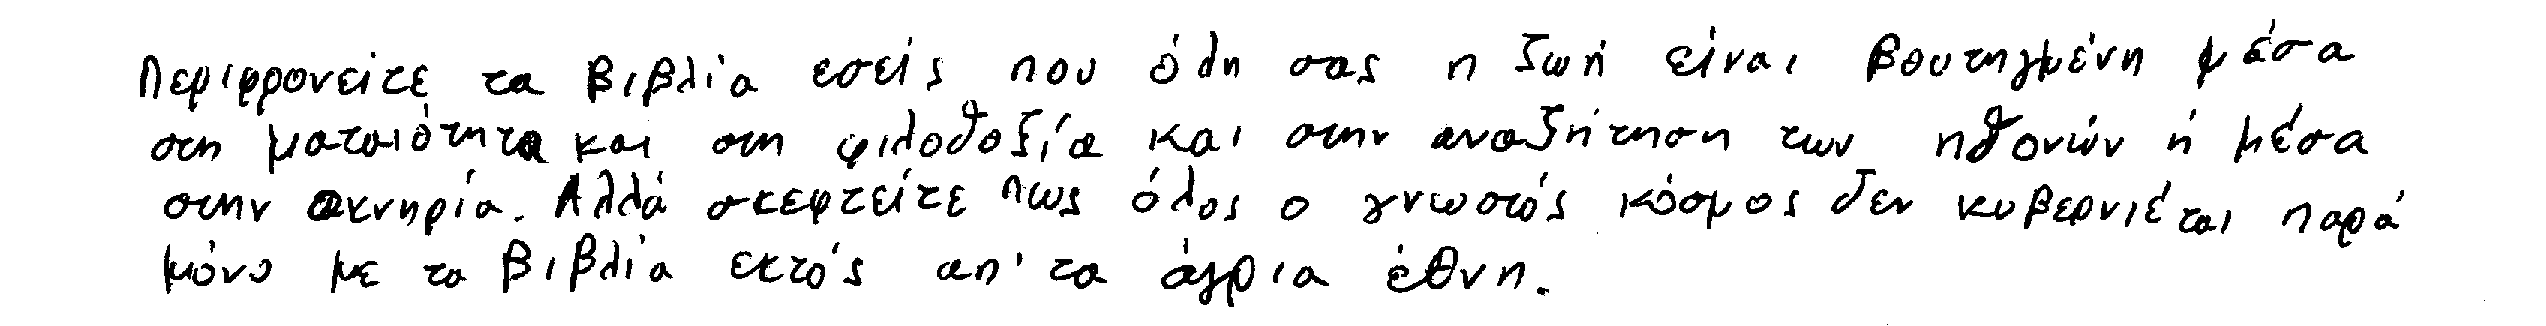 Περιφρονείτε τα βιβλία εσείς που όλη σας η ζωή είναι βουτηγμένη μέσα
στη ματαιότητα και στη φιλοδοξία και στην αναζήτηση των ηδονών ή μέσα
στην οκνηρία. Αλλά σκεφτείτε πως όλος ο γνωστός κόσμος δεν κυβερνιέται παρά
μόνο με τα βιβλία εκτός απ' τα άγρια έθνη.